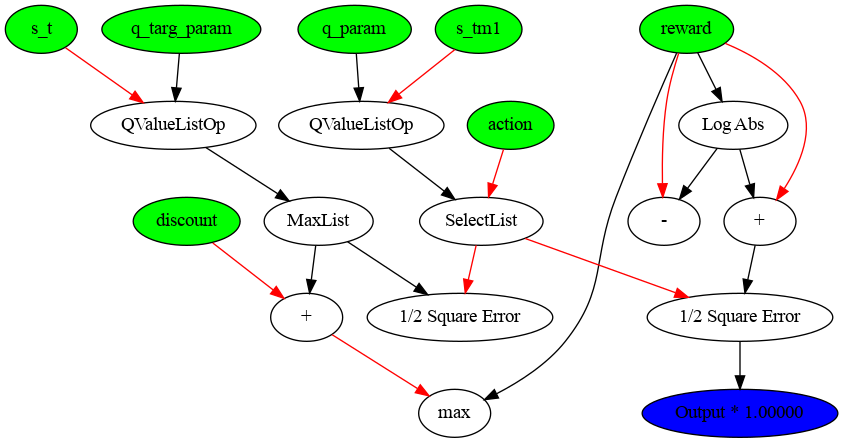 s_t
q_targ_param
q_param
s_tm1
reward
QValueListOp
QValueListOp
action
Log Abs
discount
MaxList
SelectList
-
+
+
1/2 Square Error
1/2 Square Error
max
Output * 1.00000